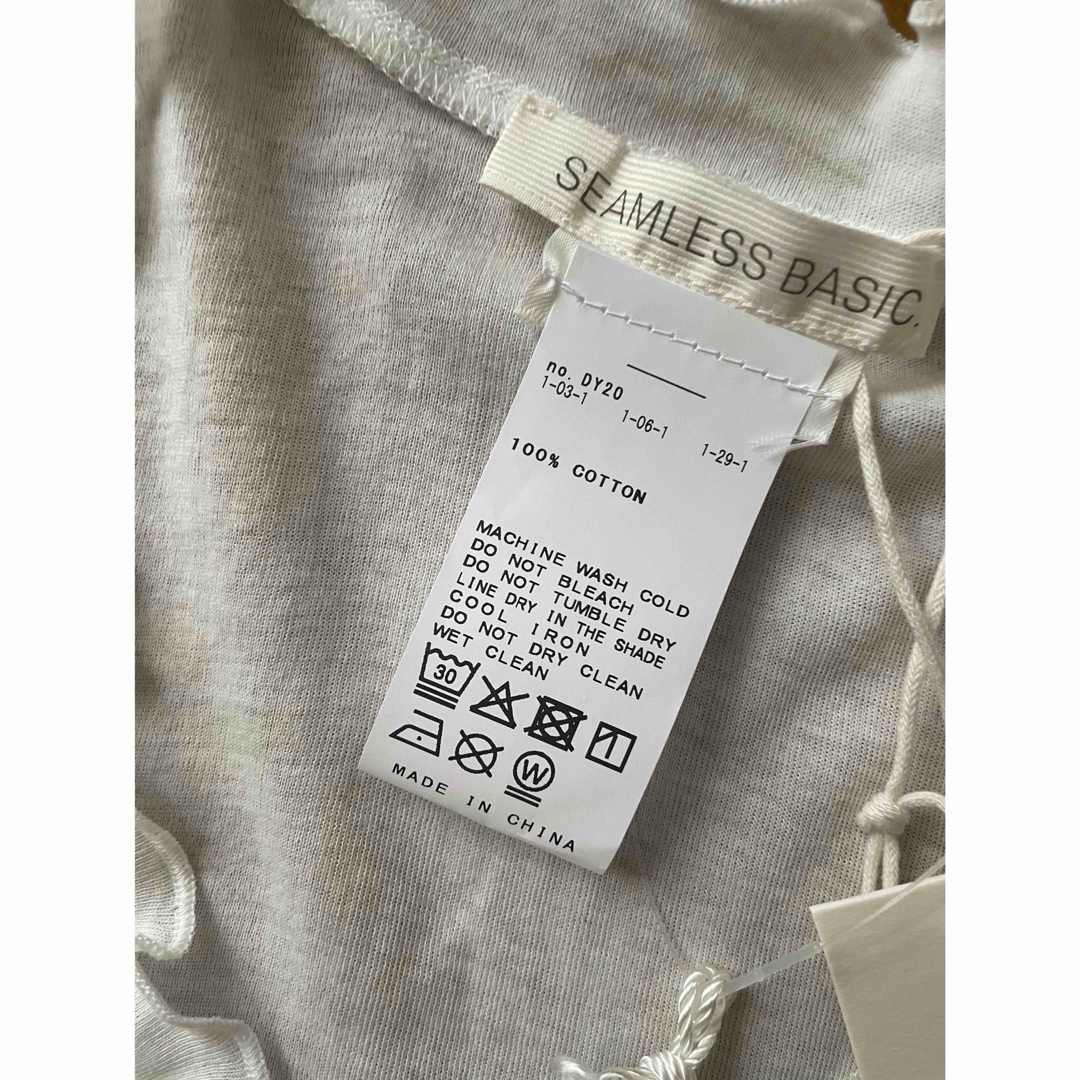 SEAMLESS BASIC.
no. DY20
1-03-1 1-06-1 1-29-1
100% COTTON
MACHINE WASH COLD
DO NOT BLEACH
DO NOT TUMBLE DRY
LINE DRY IN THE SHADE
COOL IRON
DO NOT DRY CLEAN
WET CLEAN
30
W
MADE IN CHINA